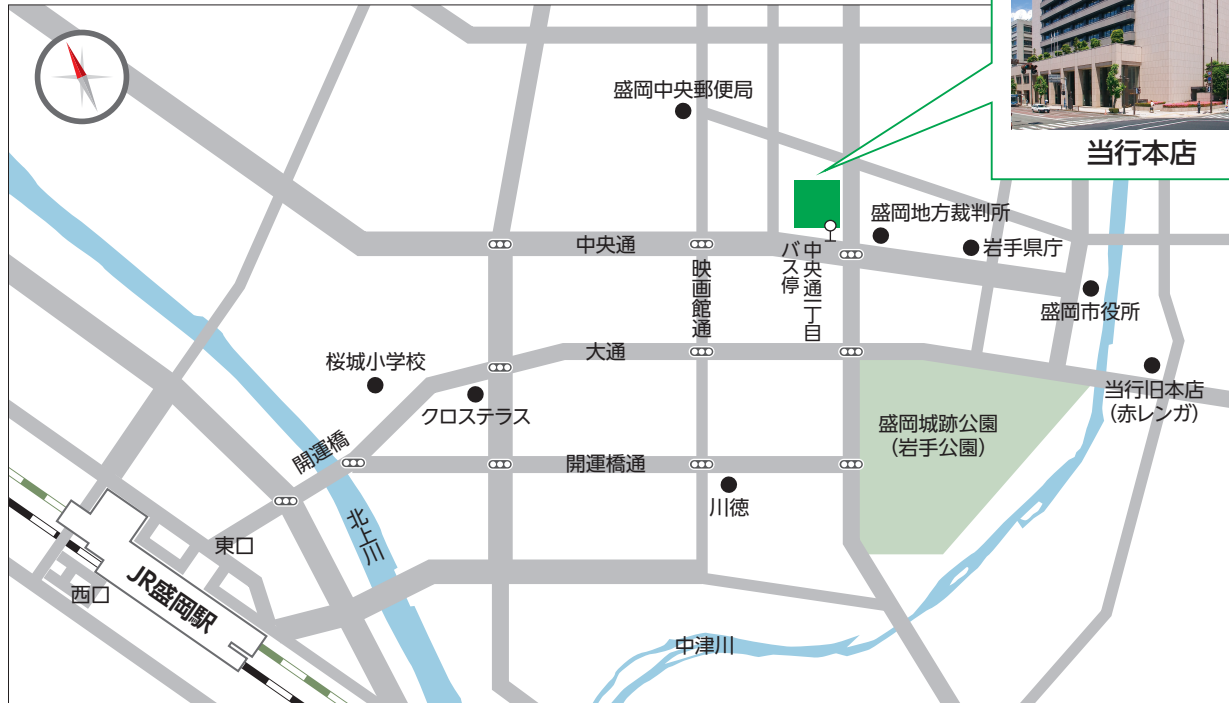 盛岡中央郵便局
当行本店
盛岡地方裁判所
岩手県庁
中央通
中央通一丁目
バス停
映画館通
盛岡市役所
大通
桜城小学校
クロステラス
当行旧本店
（赤レンガ）
盛岡城跡公園
（岩手公園）
開運橋
開運橋通
川徳
北上川
東口
西口
JR盛岡駅
中津川